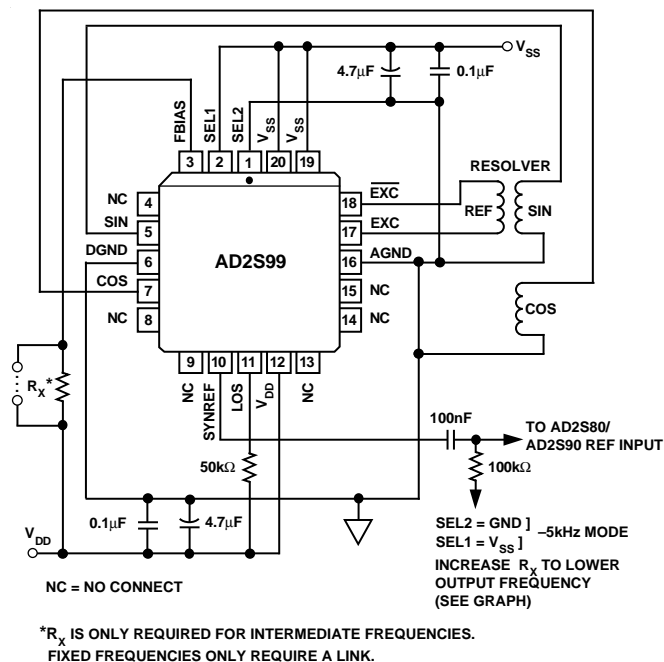 4.7μF
0.1μF
V_SS
FBIAS
SEL1
SEL2
V_SS
V_SS
3
2
1
20
19
RESOLVER
NC
4
SIN
5
DGND
6
COS
7
NC
8
AD2S99
18
EXC
17
EXC
16
AGND
15
NC
14
NC
REF
SIN
COS
9
10
11
12
13
NC
SYNREF
LOS
V_DD
NC
R_X*
50kΩ
100nF
TO AD2S80/
AD2S90 REF INPUT
100kΩ
0.1μF
4.7μF
V_DD
SEL2 = GND ]
SEL1 = V_SS ]
–5kHz MODE
INCREASE R_X TO LOWER
OUTPUT FREQUENCY
(SEE GRAPH)
NC = NO CONNECT
*R_X IS ONLY REQUIRED FOR INTERMEDIATE FREQUENCIES.
FIXED FREQUENCIES ONLY REQUIRE A LINK.